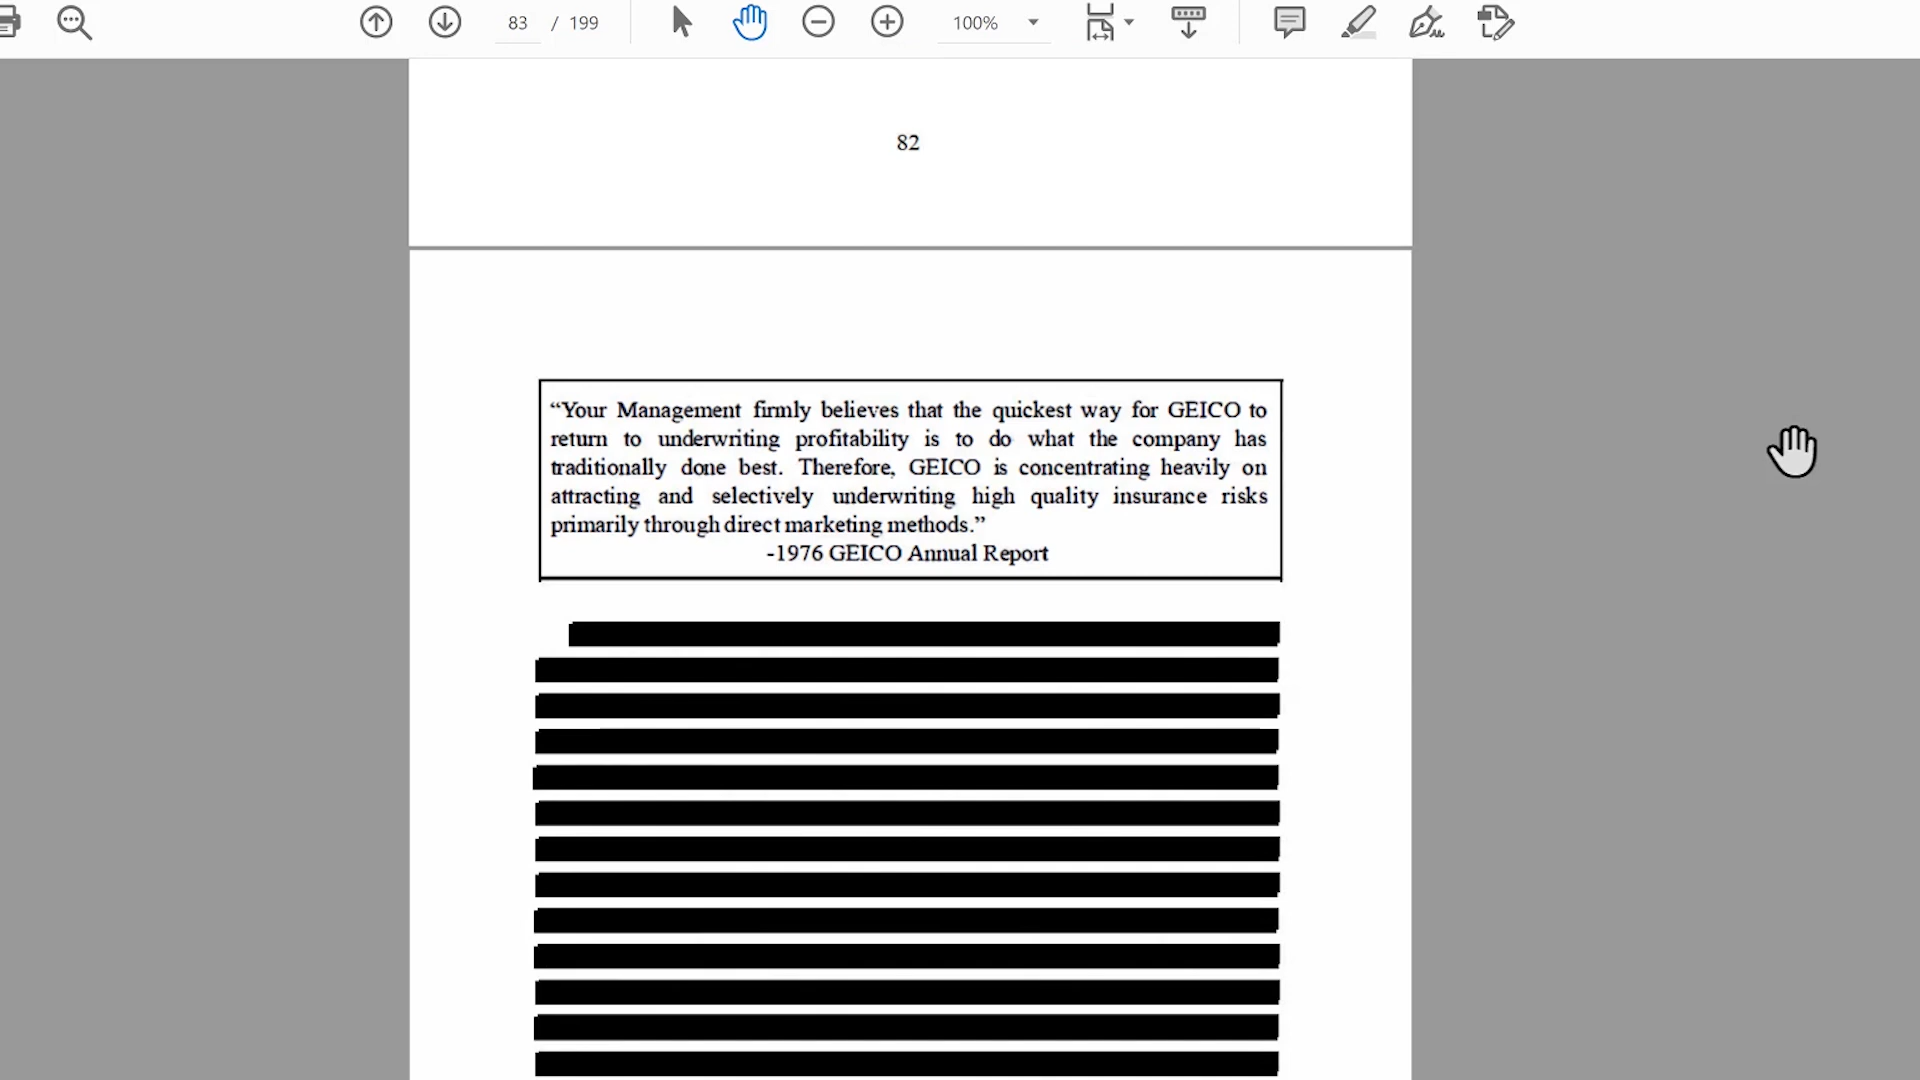 83 / 199
100%
82
“Your Management firmly believes that the quickest way for GEICO to
return to underwriting profitability is to do what the company has
traditionally done best. Therefore, GEICO is concentrating heavily on
attracting and selectively underwriting high quality insurance risks
primarily through direct marketing methods.”
-1976 GEICO Annual Report